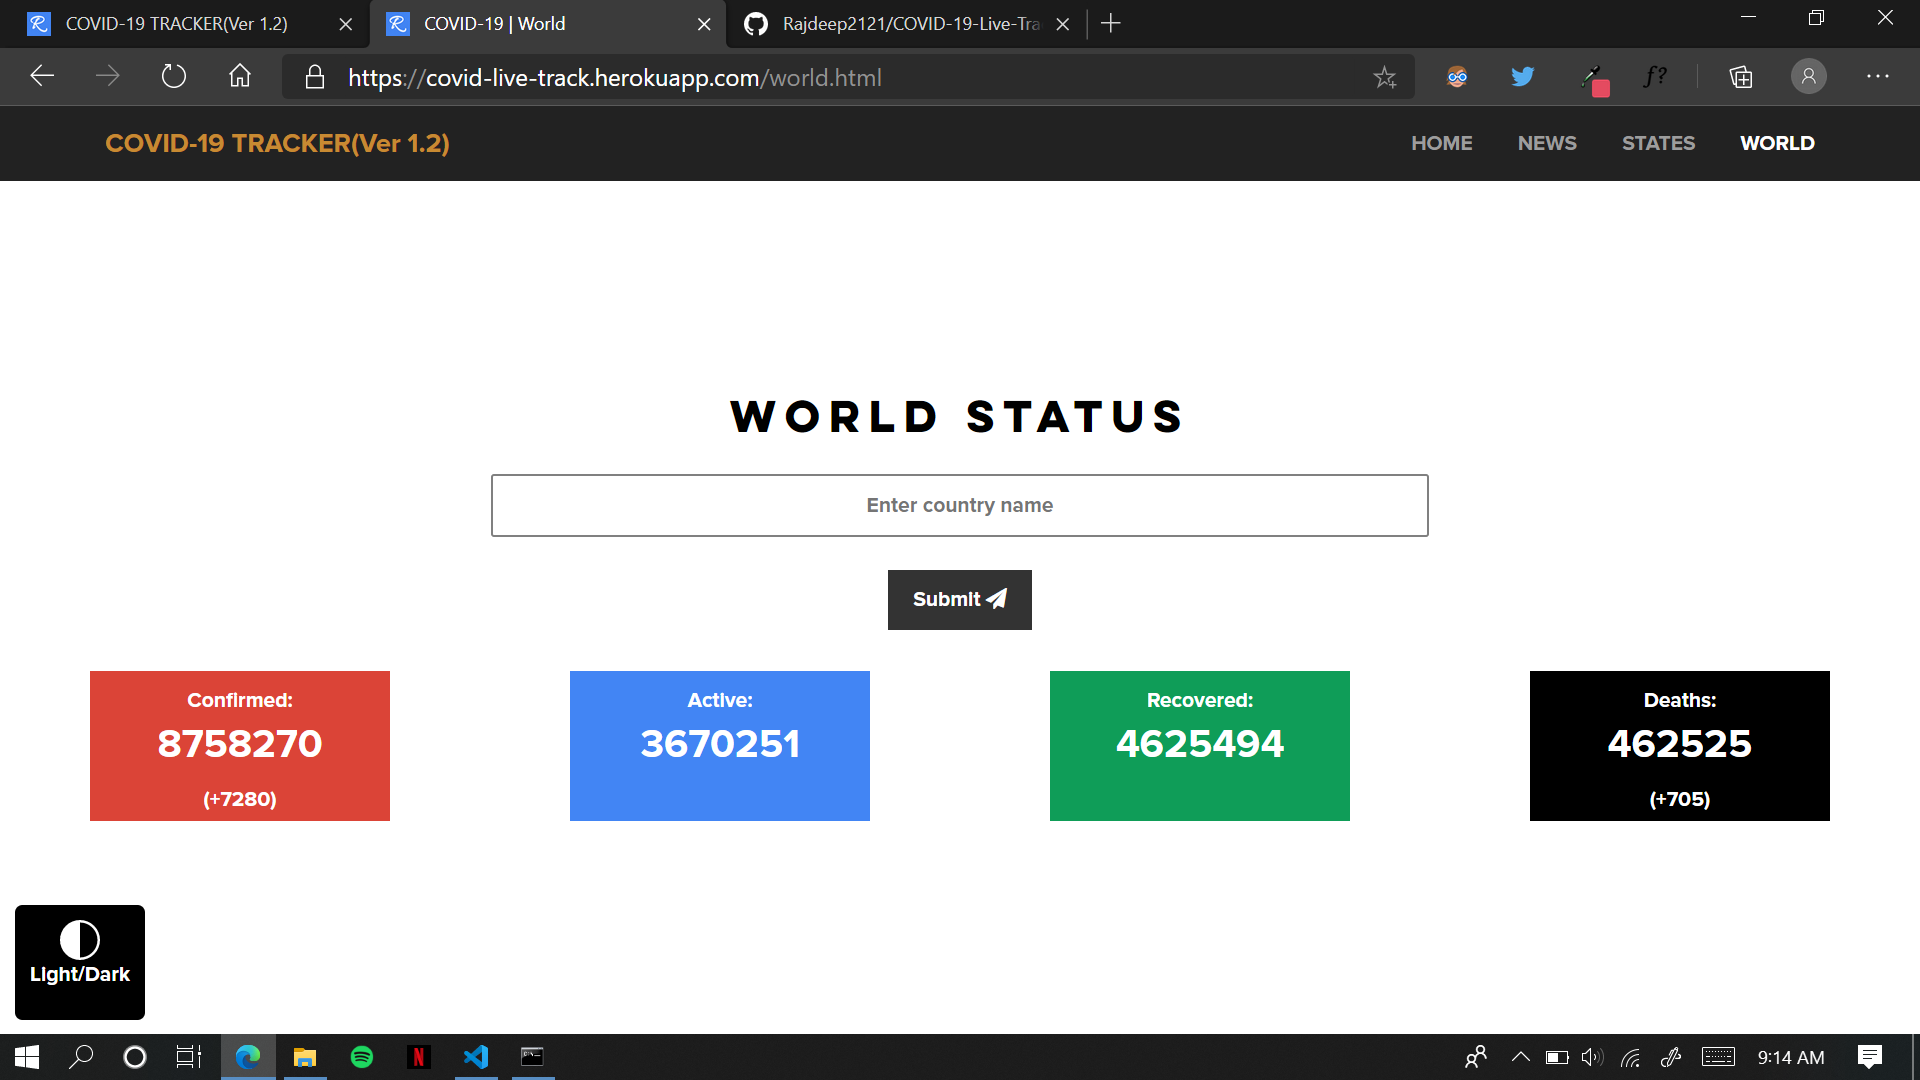 COVID-19 TRACKER(Ver 1.2)
COVID-19 | World
Rajdeep2121/COVID-19-Live-Tra
https://covid-live-track.herokuapp.com/world.html
f?
COVID-19 TRACKER(Ver 1.2)
HOME
NEWS
STATES
WORLD
WORLD STATUS
Enter country name
Submit
Confirmed:
8758270
(+7280)
Active:
3670251
Recovered:
4625494
Deaths:
462525
(+705)
Light/Dark
9:14 AM